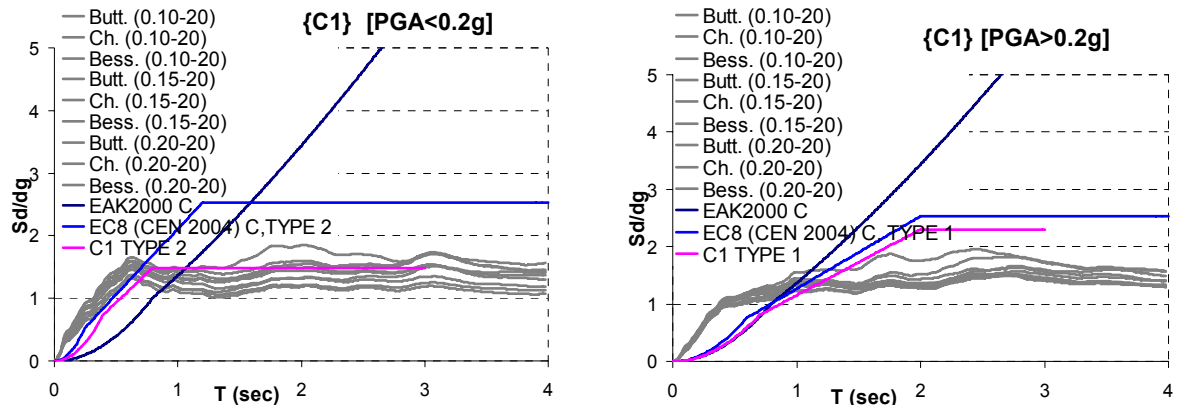 {C1} [PGA<0.2g]
Butt. (0.10-20)
Ch. (0.10-20)
Bess. (0.10-20)
Butt. (0.15-20)
Ch. (0.15-20)
Bess. (0.15-20)
Butt. (0.20-20)
Ch. (0.20-20)
Bess. (0.20-20)
EAK2000 C
EC8 (CEN 2004) C,TYPE 2
C1 TYPE 2
Sd/dg
5
4
3
2
1
0
0 1 2 3 4
T (sec)
{C1} [PGA>0.2g]
Butt. (0.10-20)
Ch. (0.10-20)
Bess. (0.10-20)
Butt. (0.15-20)
Ch. (0.15-20)
Bess. (0.15-20)
Butt. (0.20-20)
Ch. (0.20-20)
Bess. (0.20-20)
EAK2000 C
EC8 (CEN 2004) C, TYPE 1
C1 TYPE 1
Sd/dg
5
4
3
2
1
0
0 1 2 3 4
T (sec)